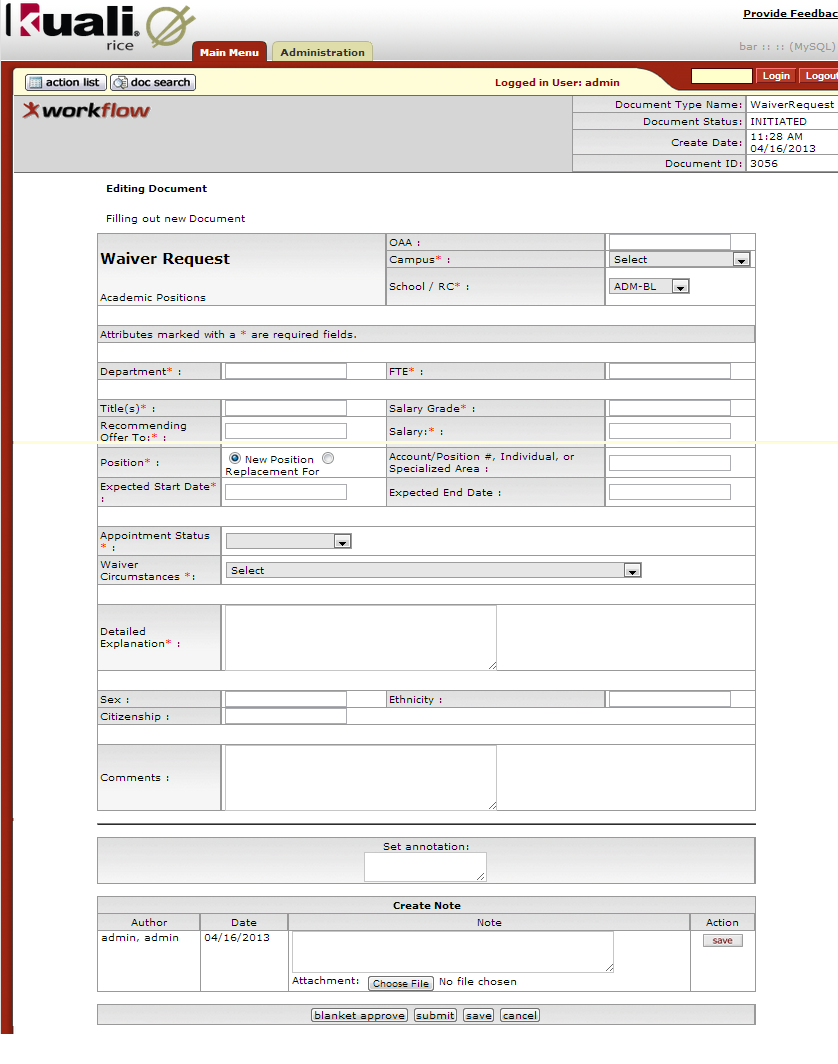 Kuali®
rice
Provide Feedbac
Main Menu
Administration
bar :: :: (MySQL)
action list
doc search
Logged in User: admin
Login
Logout
workflow
Document Type Name: WaiverRequest
Document Status: INITIATED
Create Date: 11:28 AM
04/16/2013
Document ID: 3056
Editing Document
Filling out new Document
Waiver Request
Academic Positions
OAA :
Campus* : Select
School / RC* : ADM-BL
Attributes marked with a * are required fields.
Department* : FTE* :
Title(s)* : Salary Grade* :
Recommending
Offer To:* : Salary:* :
Position* : New Position
Replacement For
Account/Position #, Individual, or
Specialized Area :
Expected Start Date*
: Expected End Date :
Appointment Status
* :
Waiver
Circumstances *: Select
Detailed
Explanation* :
Sex : Ethnicity :
Citizenship :
Comments :
Set annotation:
Create Note
Author Date Note Action
admin, admin 04/16/2013 save
Attachment: Choose File No file chosen
blanket approve submit save cancel